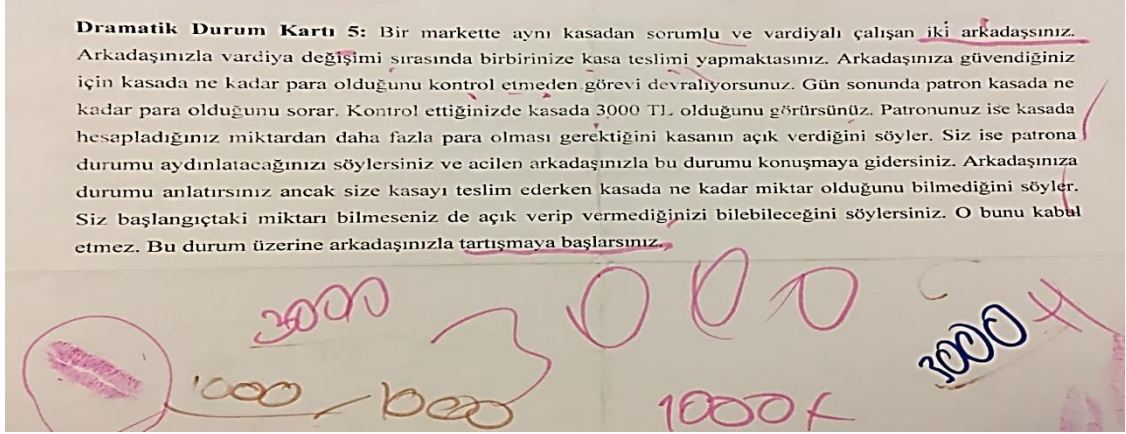 Dramatik Durum Kartı 5: Bir markette aynı kasadan sorumlu ve vardiyalı çalışan iki arkadaşsınız.
Arkadaşınızla vardiya değişimi sırasında birbirinize kasa teslimi yapmaktasınız. Arkadaşınıza güvendiğiniz
için kasada ne kadar para olduğunu kontrol etmeden görevi devralıyorsunuz. Gün sonunda patron kasada ne
kadar para olduğunu sorar. Kontrol ettiğinizde kasada 3000 TL olduğunu görürsünüz. Patronunuz ise kasada
hesapladığınız miktardan daha fazla para olması gerektiğini kasanın açık verdiğini söyler. Siz ise patrona
durumu aydınlatacağınızı söylersiniz ve acilen arkadaşınızla bu durumu konuşmaya gidersiniz. Arkadaşınıza
durumu anlatırsınız ancak size kasayı teslim ederken kasada ne kadar miktar olduğunu bilmediğini söyler.
Siz başlangıçtaki miktarı bilmeseniz de açık verip vermediğinizi bilebileceğini söylersiniz. O bunu kabul
etmez. Bu durum üzerine arkadaşınızla tartışmaya başlarsınız.
3000
000
3000
1000 1000
1000